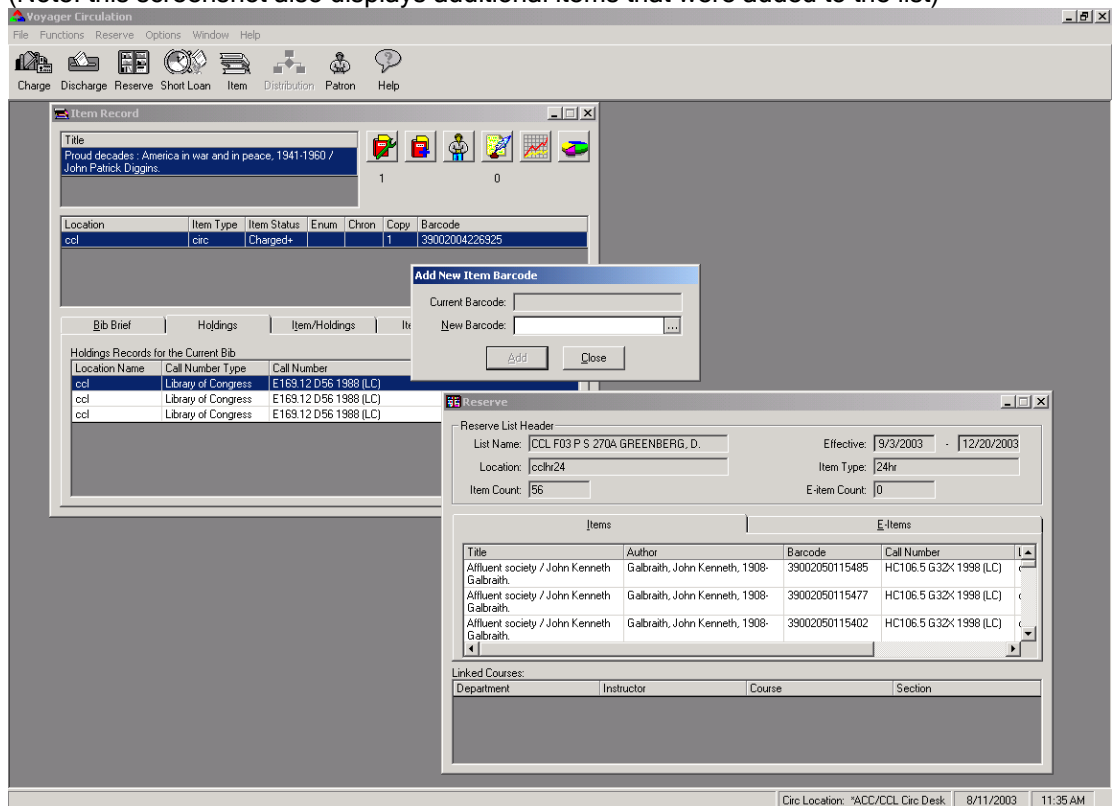 (Note: this screenshot also displays additional items that were added to the list)
Voyager Circulation
File Functions Reserve Options Window Help
Charge Discharge Reserve Short Loan Item Distribution Patron Help
Item Record
Title
Proud decades : America in war and in peace, 1941-1960 /
John Patrick Diggins.
1 0
Location Item Type Item Status Enum Chron Copy Barcode
ccl circ Charged+ 1 39002004226925
Add New Item Barcode
Current Barcode:
New Barcode: ...
Add Close
Bib Brief Holdings Item/Holdings
Holdings Records for the Current Bib
Location Name Call Number Type Call Number
ccl Library of Congress E169.12 D56 1988 (LC)
ccl Library of Congress E169.12 D56 1988 (LC)
ccl Library of Congress E169.12 D56 1988 (LC)
Reserve
Reserve List Header
List Name: CCL F03 P S 270A GREENBERG, D. Effective: 9/3/2003 - 12/20/2003
Location: cclhr24 Item Type: 24hr
Item Count: 56 E-item Count: 0
Items E-Items
Title Author Barcode Call Number
Affluent society / John Kenneth Galbraith, John Kenneth, 1908- 39002050115485 HC106.5 G32X 1998 (LC)
Galbraith.
Affluent society / John Kenneth Galbraith, John Kenneth, 1908- 39002050115477 HC106.5 G32X 1998 (LC)
Galbraith.
Affluent society / John Kenneth Galbraith, John Kenneth, 1908- 39002050115402 HC106.5 G32X 1998 (LC)
Galbraith.
Linked Courses:
Department Instructor Course Section
Circ Location: *ACC/CCL Circ Desk 8/11/2003 11:35 AM